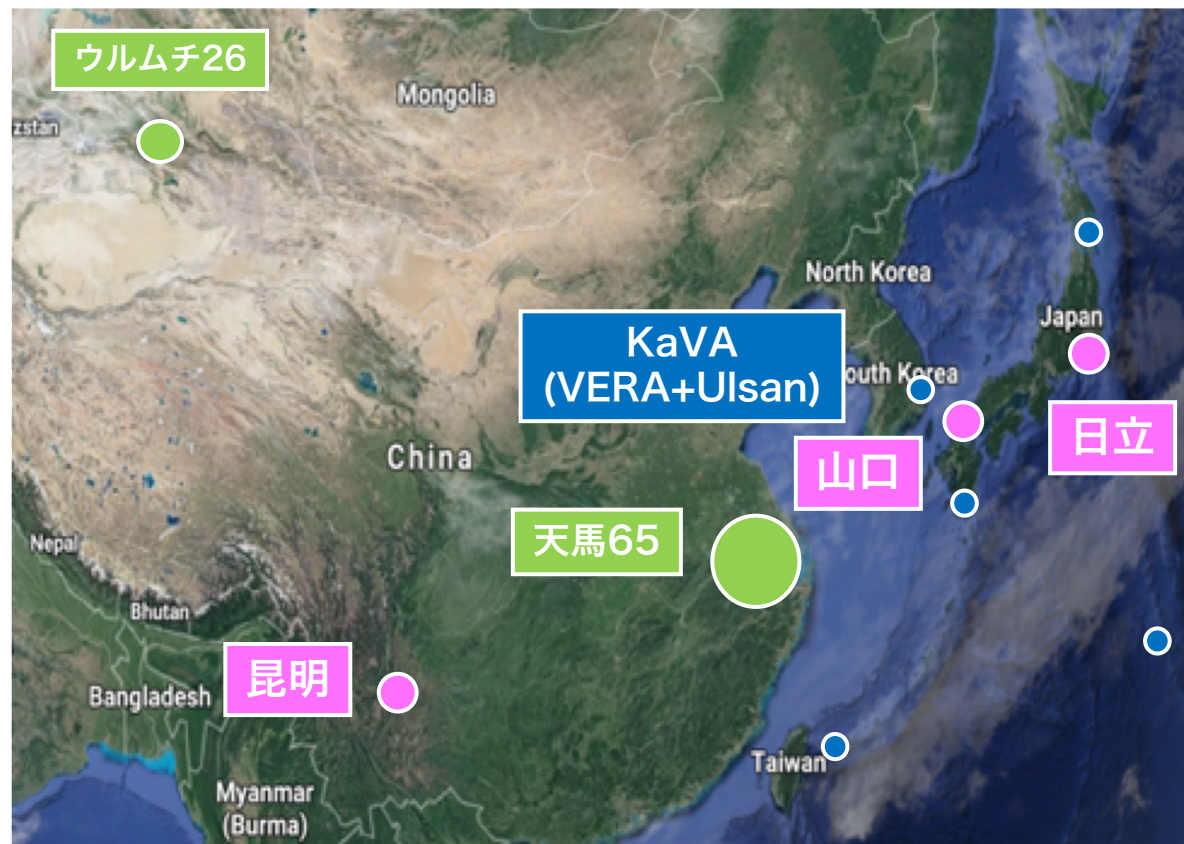 ウルムチ26
Mongolia
zstan
North Korea
Japan
KaVA
(VERA+Ulsan)
outh Korea
日立
山口
China
天馬65
Nepal
Bhutan
昆明
Bangladesh
Taiwan
Myanmar
(Burma)